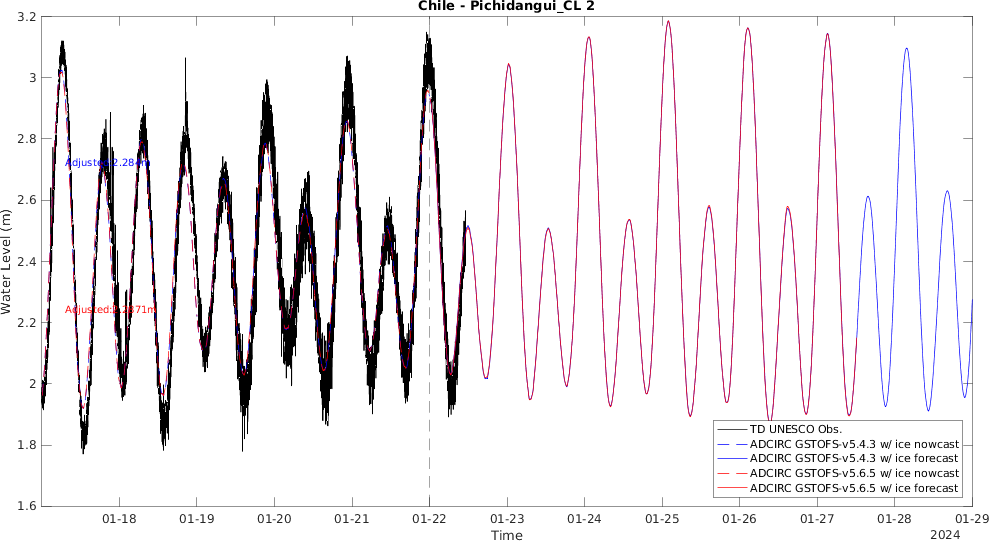 Chile - Pichidangui_CL 2
3.2
3
2.8
2.6
2.4
2.2
2
1.8
1.6
Water Level (m)
TD UNESCO Obs.
ADCIRC GSTOFS-v5.4.3 w/ ice nowcast
ADCIRC GSTOFS-v5.4.3 w/ ice forecast
ADCIRC GSTOFS-v5.6.5 w/ ice nowcast
ADCIRC GSTOFS-v5.6.5 w/ ice forecast
01-18 01-19 01-20 01-21 01-22 01-23 01-24 01-25 01-26 01-27 01-28 01-29
Time
2024